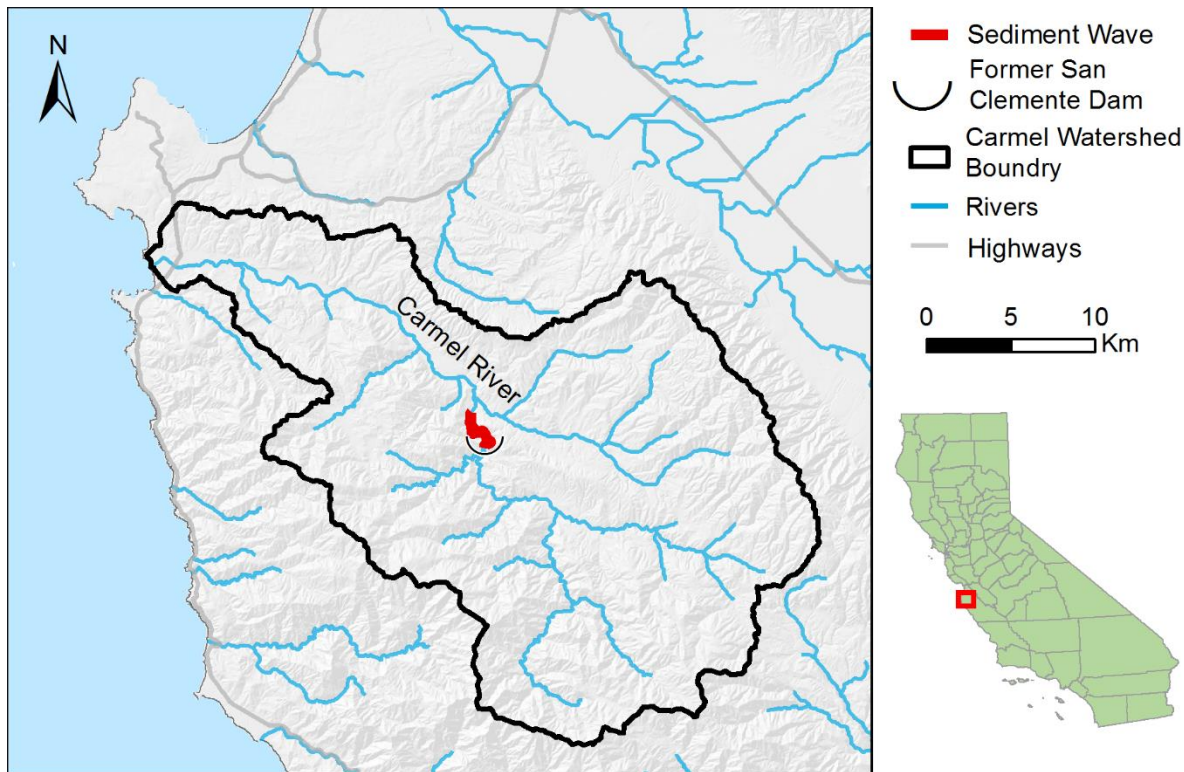 N
Carmel River
Sediment Wave
Former San
Clemente Dam
Carmel Watershed
Boundry
Rivers
Highways
0 5 10
Km